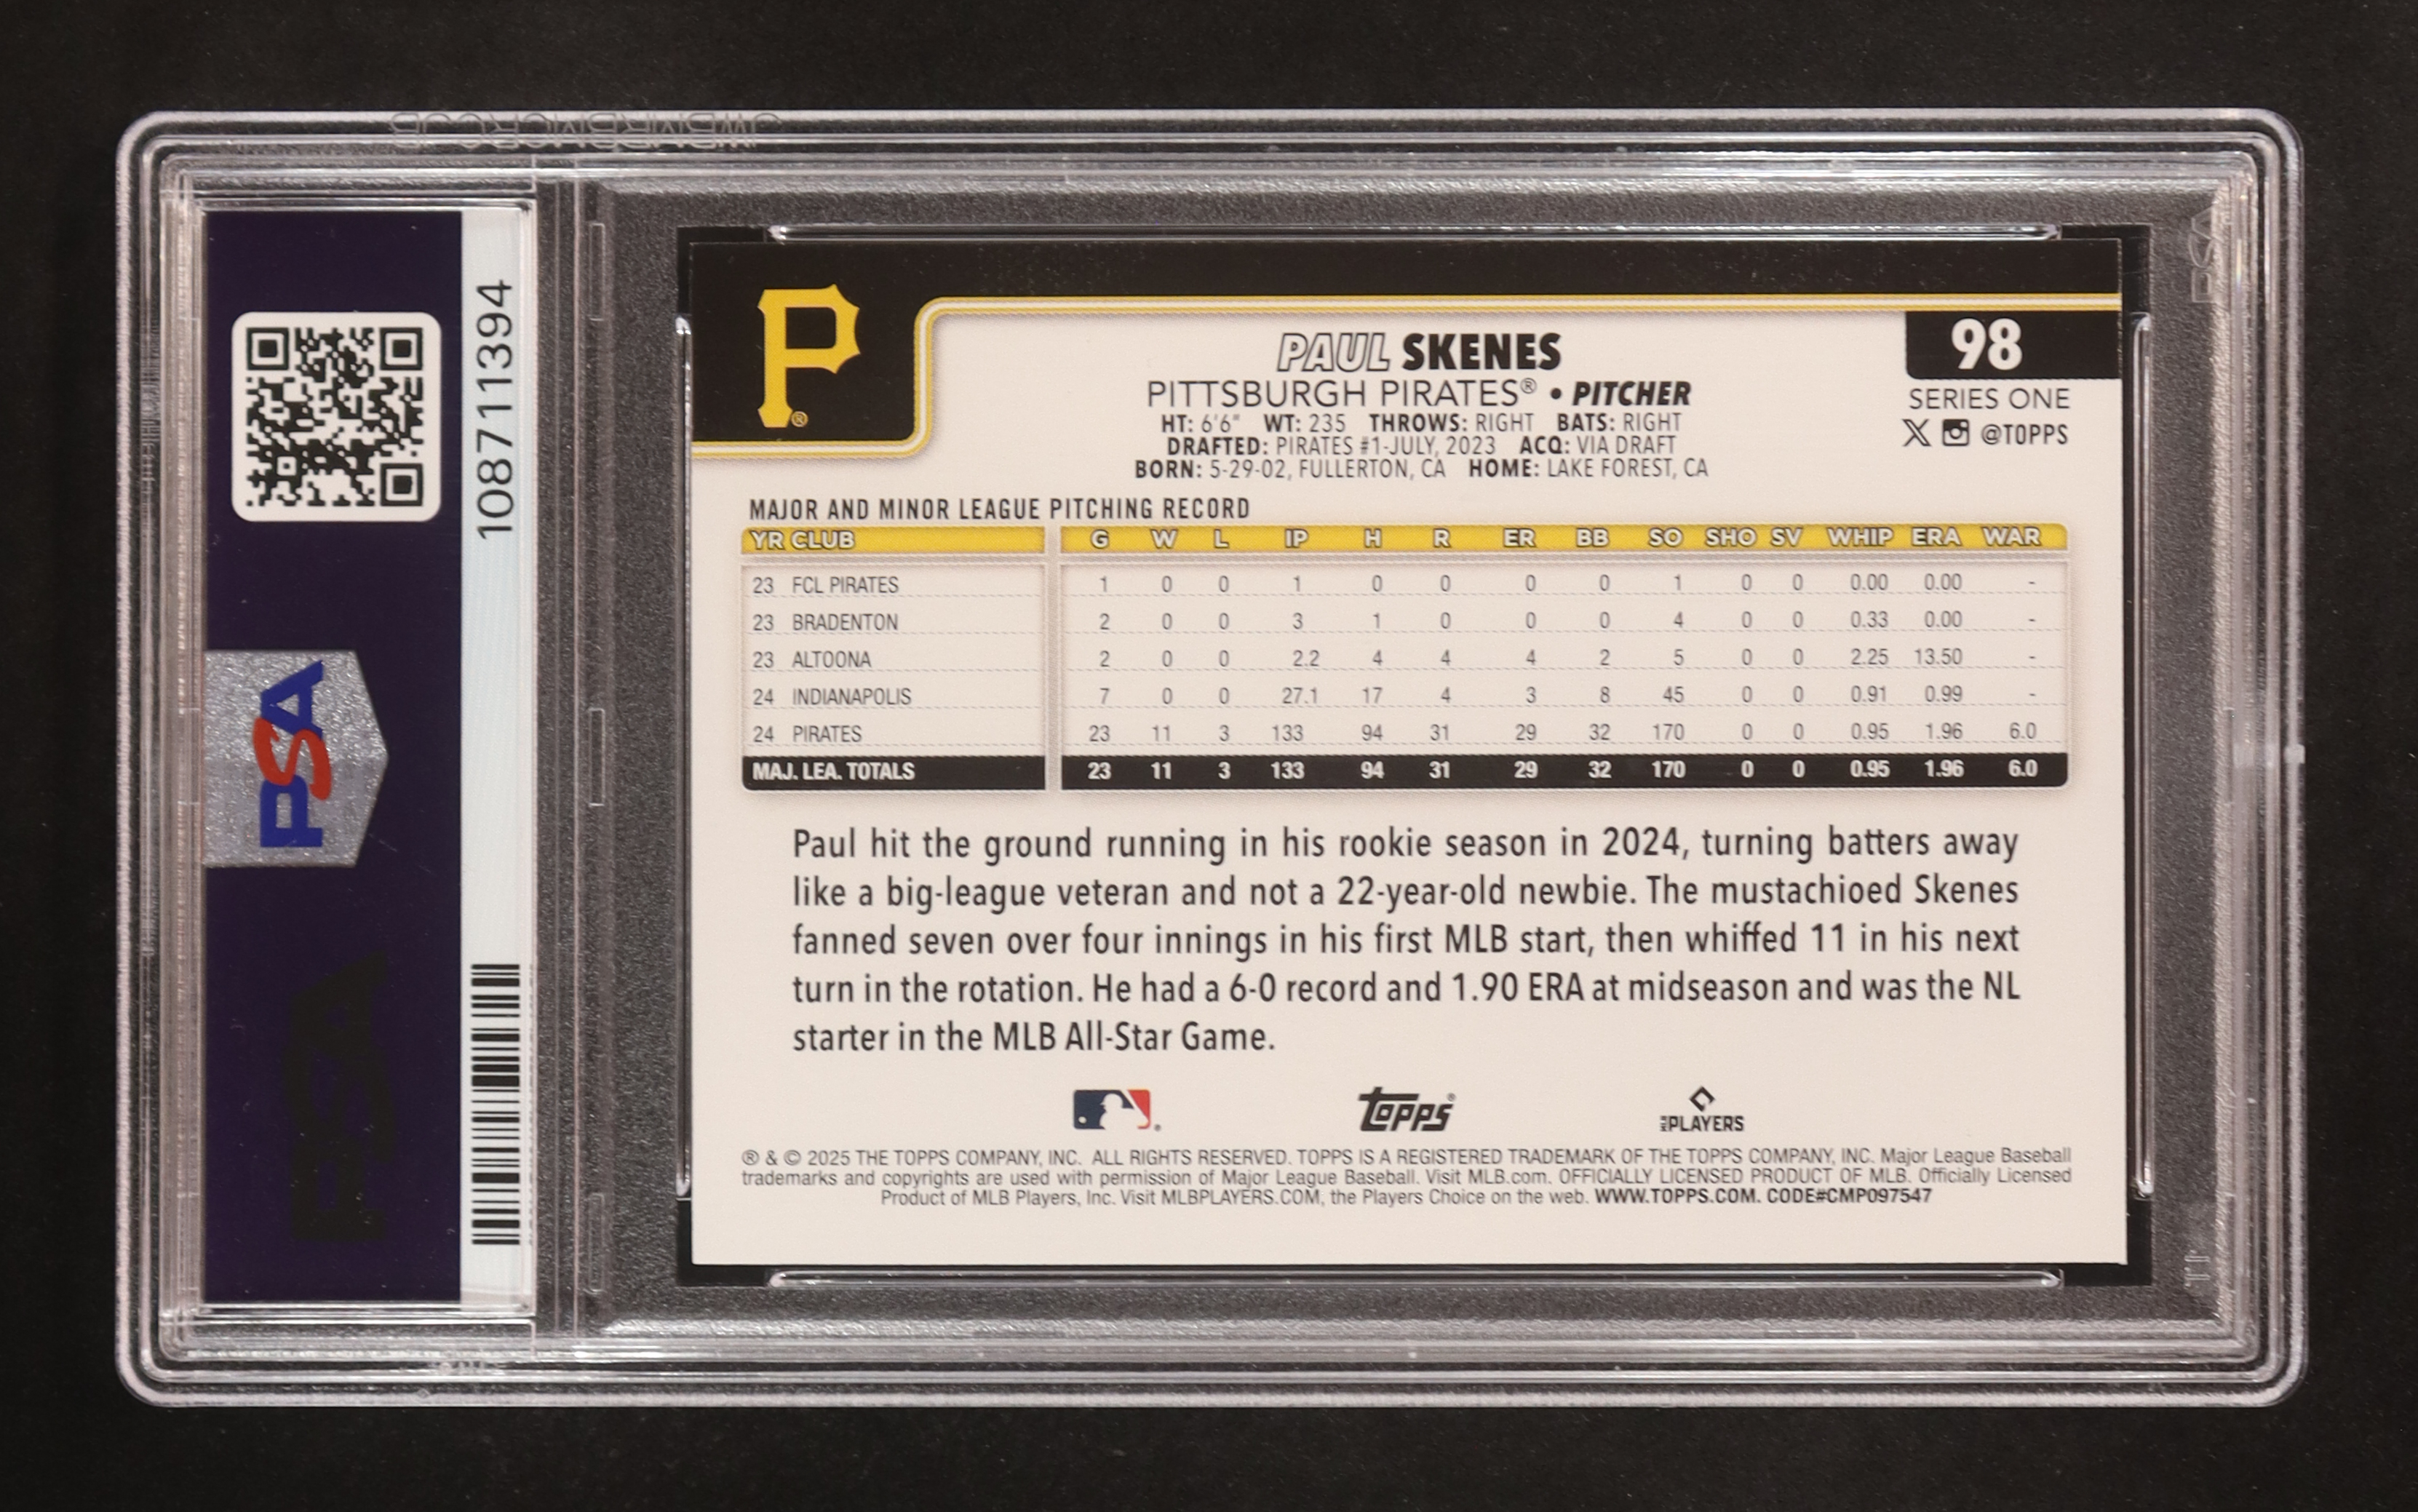 108711394
PSA
P®
PAUL SKENES
PITTSBURGH PIRATES® • PITCHER
HT: 6'6" WT: 235 THROWS: RIGHT BATS: RIGHT
DRAFTED: PIRATES #1-JULY, 2023 ACQ: VIA DRAFT
BORN: 5-29-02, FULLERTON, CA HOME: LAKE FOREST, CA
98
SERIES ONE
@TOPPS
MAJOR AND MINOR LEAGUE PITCHING RECORD
YR CLUB G W L IP H R ER BB SO SHO SV WHIP ERA WAR
23 FCL PIRATES 1 0 0 1 0 0 0 0 1 0 0 0.00 0.00 -
23 BRADENTON 2 0 0 3 1 0 0 0 4 0 0 0.33 0.00 -
23 ALTOONA 2 0 0 2.2 4 4 4 2 5 0 0 2.25 13.50 -
24 INDIANAPOLIS 7 0 0 27.1 17 4 3 8 45 0 0 0.91 0.99 -
24 PIRATES 23 11 3 133 94 31 29 32 170 0 0 0.95 1.96 6.0
MAJ. LEA. TOTALS 23 11 3 133 94 31 29 32 170 0 0 0.95 1.96 6.0
Paul hit the ground running in his rookie season in 2024, turning batters away
like a big-league veteran and not a 22-year-old newbie. The mustachioed Skenes
fanned seven over four innings in his first MLB start, then whiffed 11 in his next
turn in the rotation. He had a 6-0 record and 1.90 ERA at midseason and was the NL
starter in the MLB All-Star Game.
Topps® PLAYERS
® & © 2025 THE TOPPS COMPANY, INC. ALL RIGHTS RESERVED. TOPPS IS A REGISTERED TRADEMARK OF THE TOPPS COMPANY, INC. Major League Baseball
trademarks and copyrights are used with permission of Major League Baseball. Visit MLB.com. OFFICIALLY LICENSED PRODUCT OF MLB. Officially Licensed
Product of MLB Players, Inc. Visit MLBPLAYERS.COM, the Players Choice on the web. WWW.TOPPS.COM. CODE#CMP097547
PSA
PSA